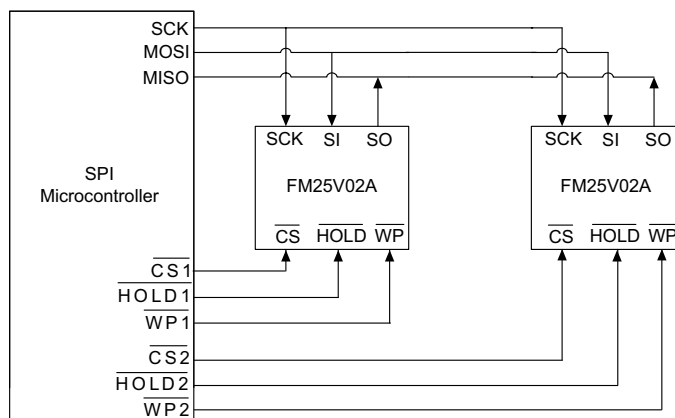 SCK
MOSI
MISO
SCK SI SO
SCK SI SO
SPI
Microcontroller
FM25V02A
FM25V02A
CS HOLD WP
CS HOLD WP
CS1
HOLD1
WP1
CS2
HOLD2
WP2